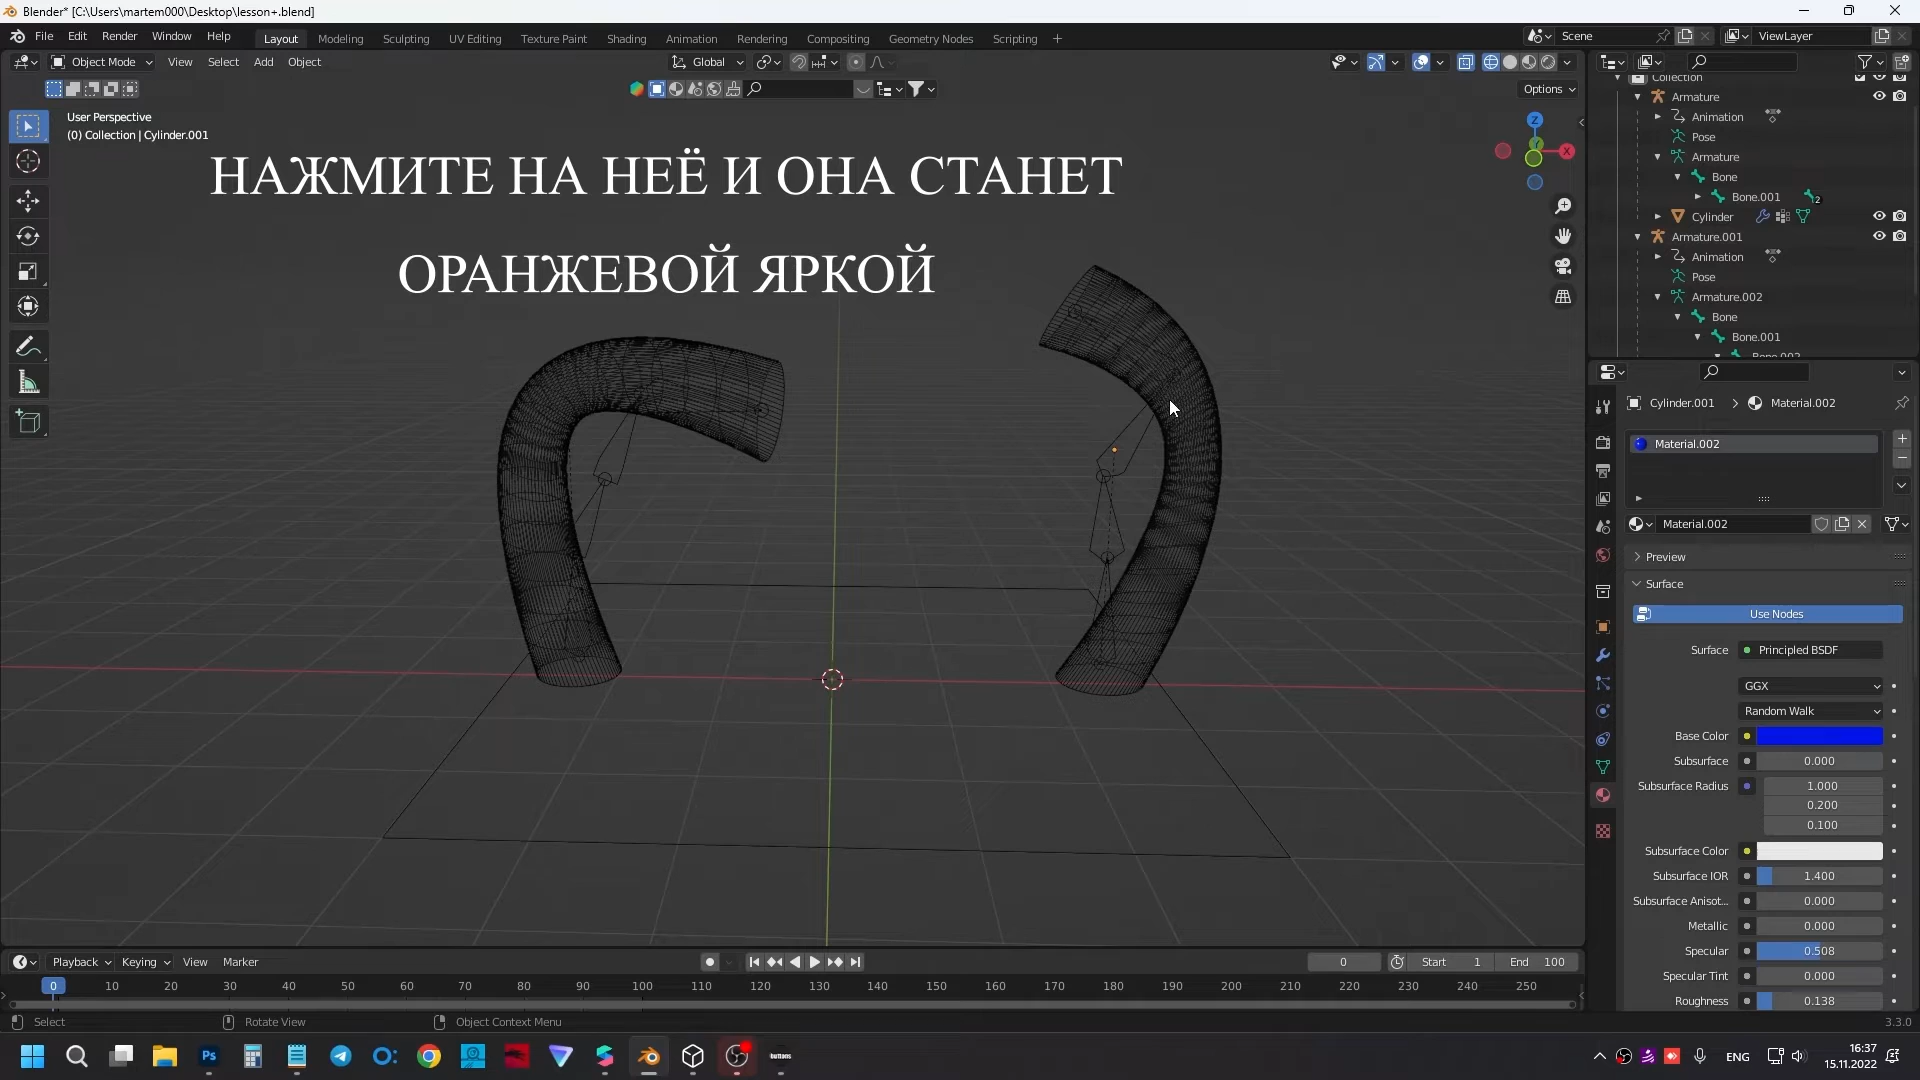 Blender* [C:\Users\martem000\Desktop\lesson+.blend]
File Edit Render Window Help
Layout Modeling Sculpting UV Editing Texture Paint Shading Animation Rendering Compositing Geometry Nodes Scripting +
Scene
ViewLayer
Object Mode View Select Add Object
Global
Options
User Perspective
(0) Collection | Cylinder.001
НАЖМИТЕ НА НЕЁ И ОНА СТАНЕТ
ОРАНЖЕВОЙ ЯРКОЙ
Z
X
Collection
Armature
Animation
Pose
Armature
Bone
Bone.001
2
Cylinder
Armature.001
Animation
Pose
Armature.002
Bone
Bone.001
Bone.002
Cylinder.001 > Material.002
Material.002
Material.002
Preview
Surface
Use Nodes
Surface Principled BSDF
GGX
Random Walk
Base Color
Subsurface 0.000
Subsurface Radius 1.000
0.200
0.100
Subsurface Color
Subsurface IOR 1.400
Subsurface Anisot... 0.000
Metallic 0.000
Specular 0.508
Specular Tint 0.000
Roughness 0.138
Playback Keying View Marker
0 Start 1 End 100
0 10 20 30 40 50 60 70 80 90 100 110 120 130 140 150 160 170 180 190 200 210 220 230 240 250
Select Rotate View Object Context Menu
3.3.0
Ps
buttons
ENG
16:37
15.11.2022